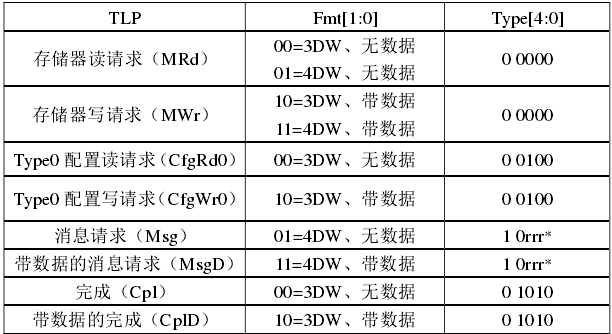 TLP Fmt[1:0] Type[4:0]
存储器读请求（MRd） 00=3DW、无数据 0 0000
01=4DW、无数据
存储器写请求（MWr） 10=3DW、带数据 0 0000
11=4DW、带数据
Type0 配置读请求（CfgRd0） 00=3DW、无数据 0 0100
Type0 配置写请求（CfgWr0） 10=3DW、带数据 0 0100
消息请求（Msg） 01=4DW、无数据 1 0rrr*
带数据的消息请求（MsgD） 11=4DW、带数据 1 0rrr*
完成（Cpl） 00=3DW、无数据 0 1010
带数据的完成（CplD） 10=3DW、带数据 0 1010